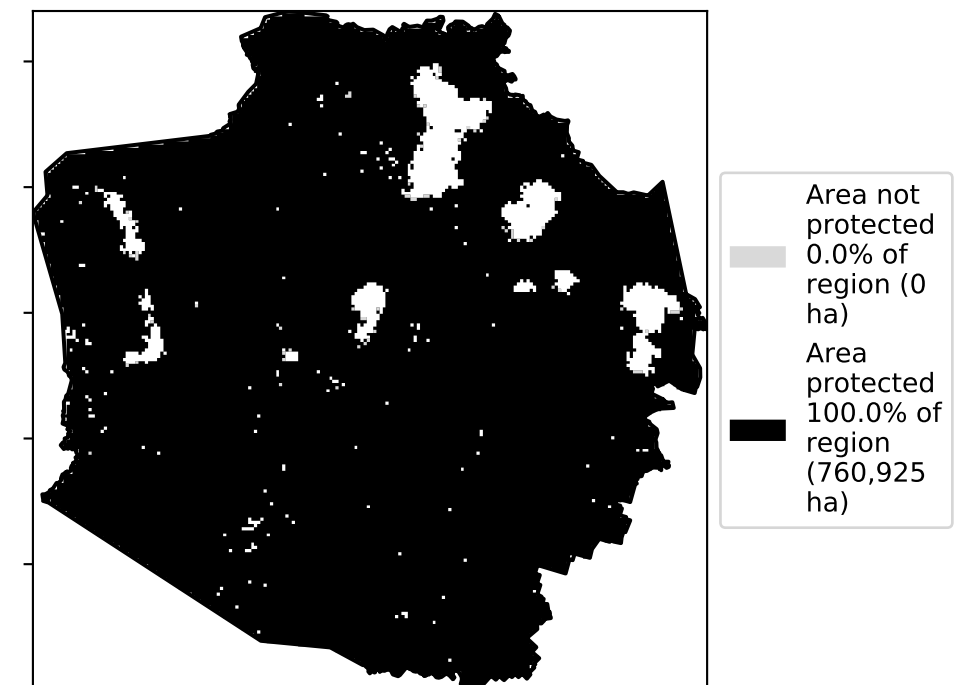 Area not
protected
0.0% of
region (0
ha)
Area
protected
100.0% of
region
(760,925
ha)